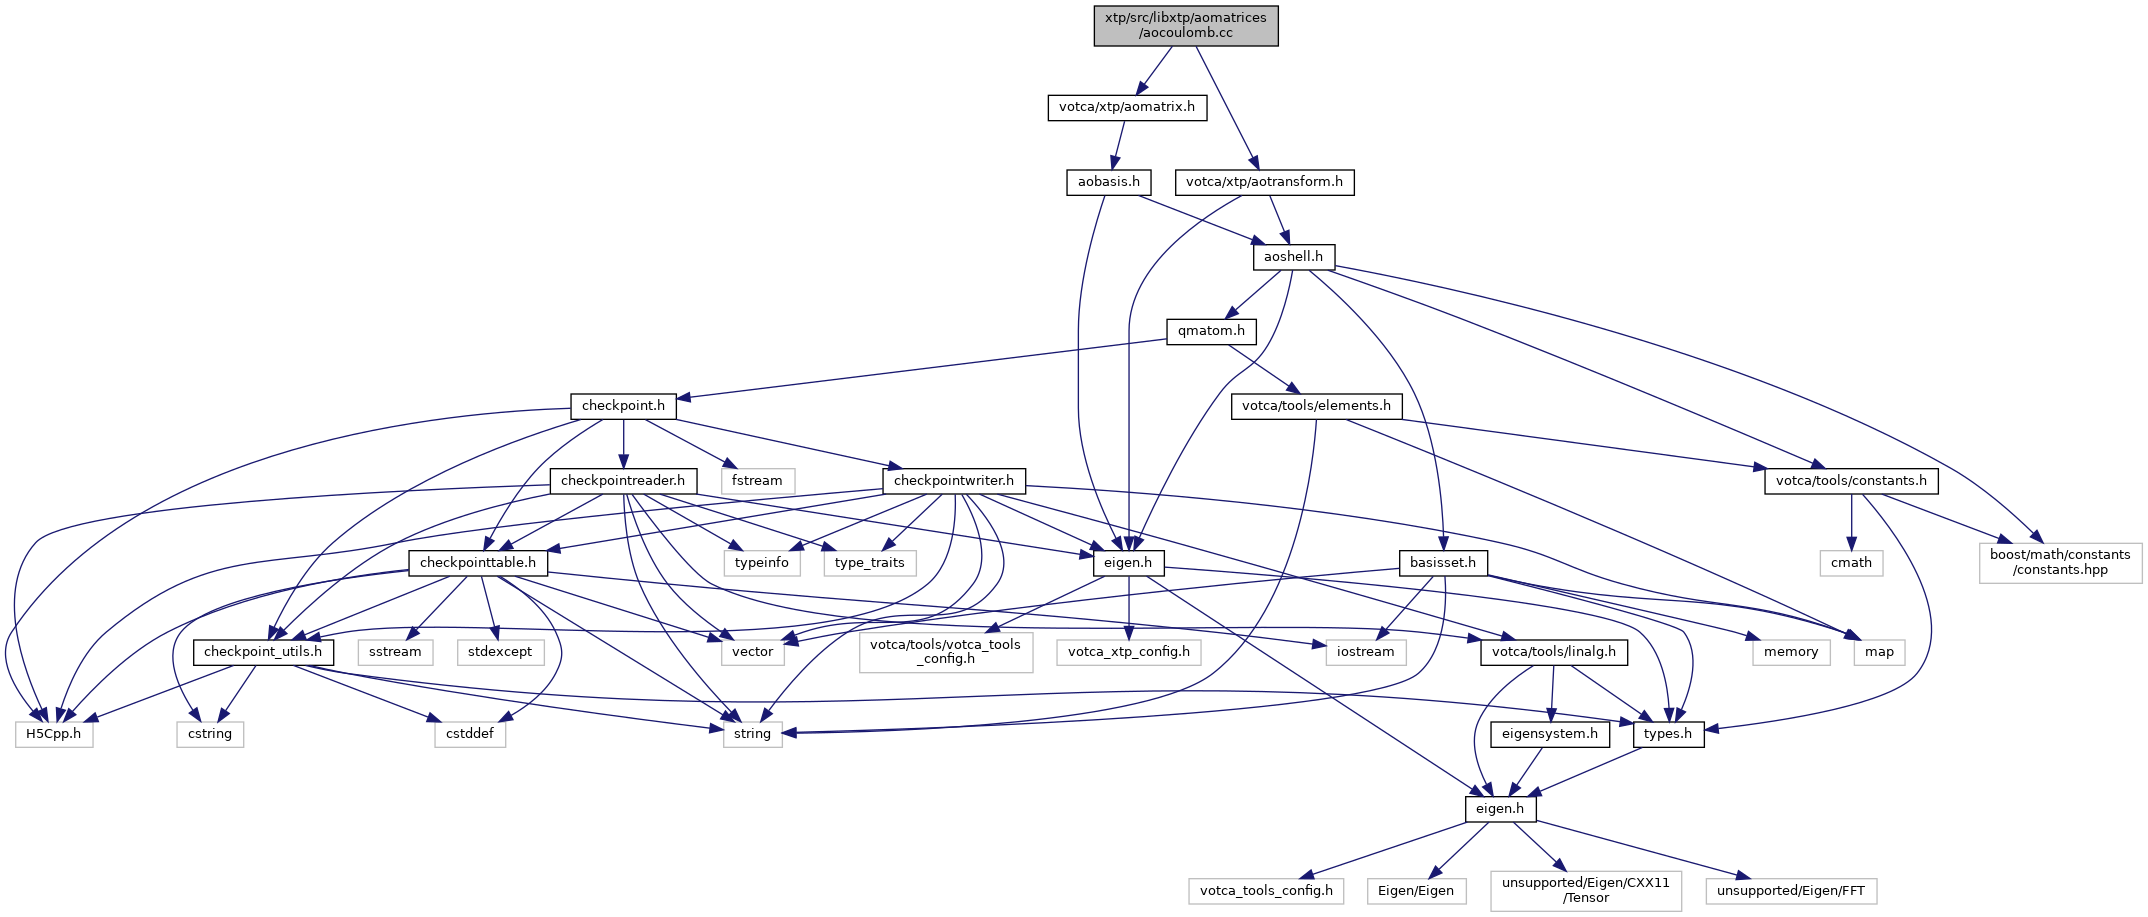 xtp/src/libxtp/aomatrices
/aocoulomb.cc
votca/xtp/aomatrix.h
aobasis.h
votca/xtp/aotransform.h
aoshell.h
qmatom.h
checkpoint.h
votca/tools/elements.h
checkpointreader.h
fstream
checkpointwriter.h
votca/tools/constants.h
checkpointtable.h
typeinfo
type_traits
eigen.h
basisset.h
cmath
boost/math/constants
/constants.hpp
checkpoint_utils.h
sstream
stdexcept
vector
votca/tools/votca_tools
_config.h
votca_xtp_config.h
iostream
votca/tools/linalg.h
memory
map
H5Cpp.h
cstring
cstddef
string
eigensystem.h
types.h
eigen.h
votca_tools_config.h
Eigen/Eigen
unsupported/Eigen/CXX11
/Tensor
unsupported/Eigen/FFT